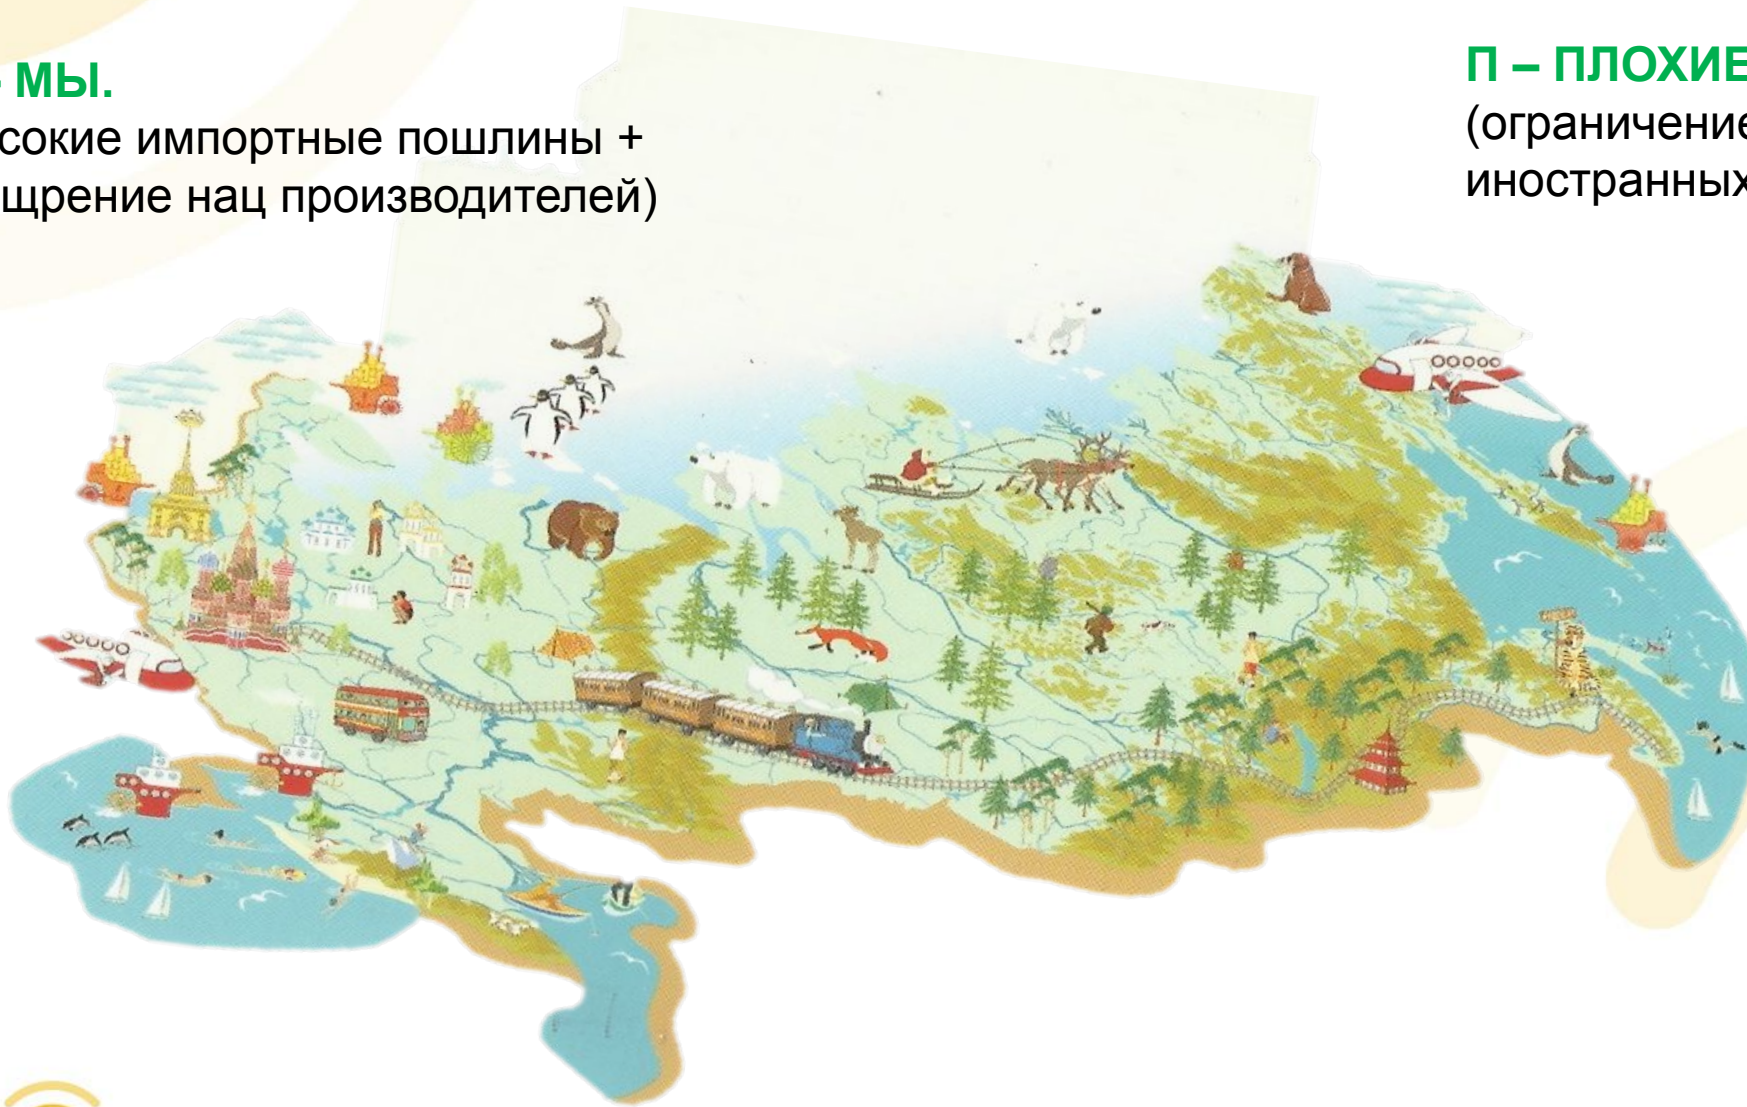 - МЫ.
сокие импортные пошлины +
щрение нац производителей)
П – ПЛОХИЕ
(ограничение
иностранных